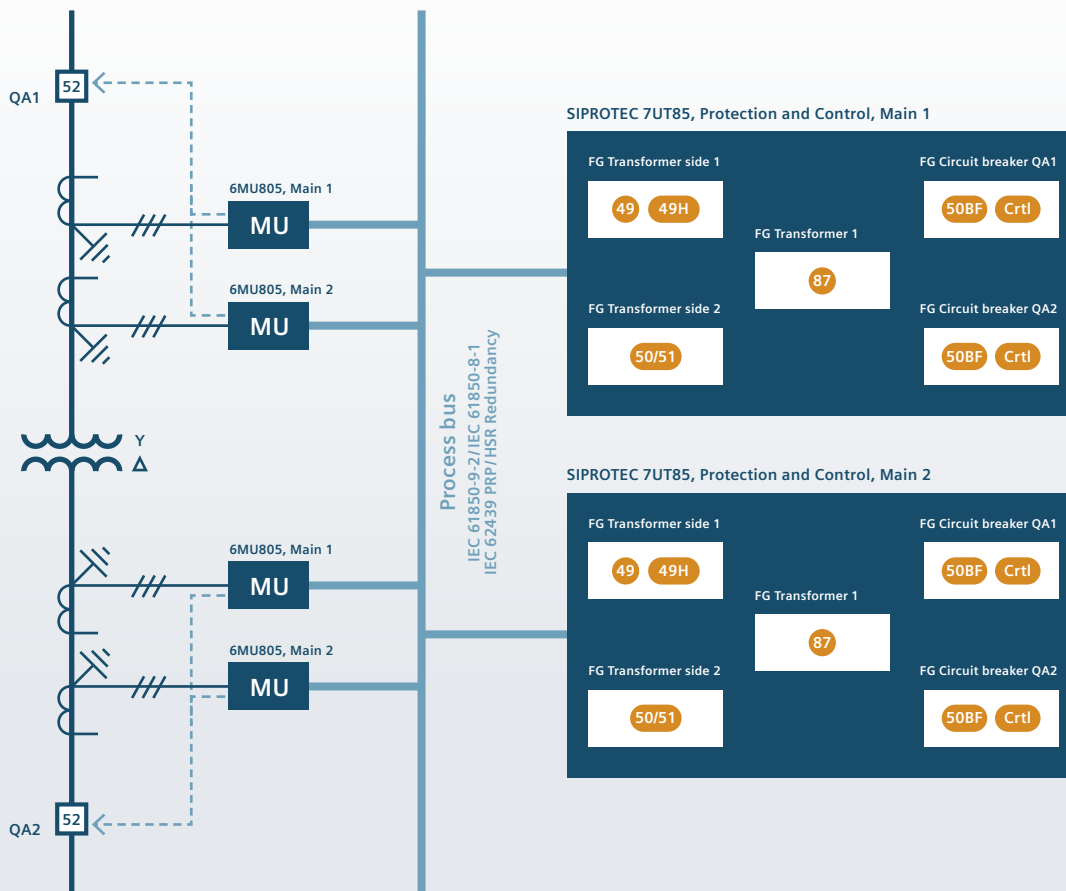 52
QA1
6MU805, Main 1
MU
6MU805, Main 2
MU
Y
Δ
6MU805, Main 1
MU
6MU805, Main 2
MU
52
QA2
Process bus
IEC 61850-9-2/IEC 61850-8-1
IEC 62439 PRP/HSR Redundancy
SIPROTEC 7UT85, Protection and Control, Main 1
FG Transformer side 1
49 49H
FG Transformer 1
87
FG Transformer side 2
50/51
FG Circuit breaker QA1
50BF Crtl
FG Circuit breaker QA2
50BF Crtl
SIPROTEC 7UT85, Protection and Control, Main 2
FG Transformer side 1
49 49H
FG Transformer 1
87
FG Transformer side 2
50/51
FG Circuit breaker QA1
50BF Crtl
FG Circuit breaker QA2
50BF Crtl